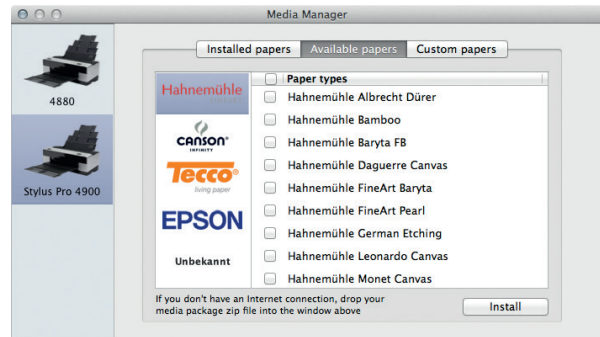 Media Manager
Installed papers
Available papers
Custom papers
4880
Stylus Pro 4900
Hahnemühle
CANSON®
INFINITY
Tecco®
living paper
EPSON
Unbekannt
Paper types
Hahnemühle Albrecht Dürer
Hahnemühle Bamboo
Hahnemühle Baryta FB
Hahnemühle Daguerre Canvas
Hahnemühle FineArt Baryta
Hahnemühle FineArt Pearl
Hahnemühle German Etching
Hahnemühle Leonardo Canvas
Hahnemühle Monet Canvas
If you don't have an Internet connection, drop your
media package zip file into the window above
Install